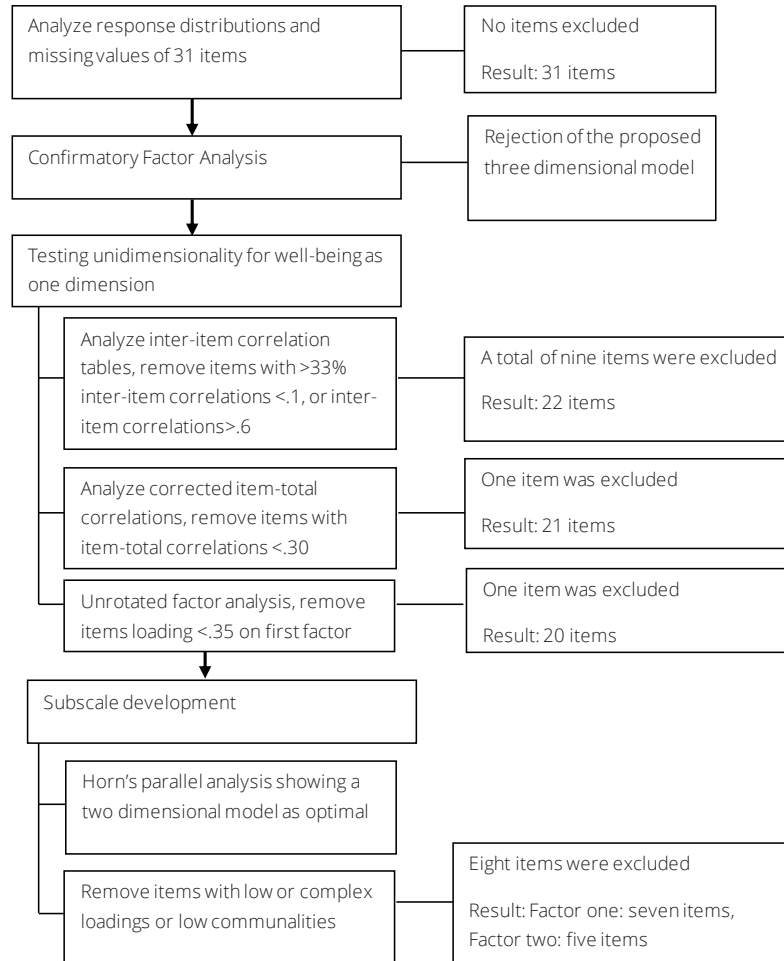 Analyze response distributions and
missing values of 31 items
No items excluded
Result: 31 items
Confirmatory Factor Analysis
Rejection of the proposed
three dimensional model
Testing unidimensionality for well-being as
one dimension
Analyze inter-item correlation
tables, remove items with >33%
inter-item correlations <.1, or inter-
item correlations>.6
A total of nine items were excluded
Result: 22 items
Analyze corrected item-total
correlations, remove items with
item-total correlations <.30
One item was excluded
Result: 21 items
Unrotated factor analysis, remove
items loading <.35 on first factor
One item was excluded
Result: 20 items
Subscale development
Horn’s parallel analysis showing a
two dimensional model as optimal
Remove items with low or complex
loadings or low communalities
Eight items were excluded
Result: Factor one: seven items,
Factor two: five items